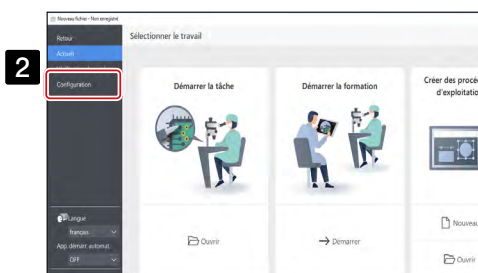 Nouveau fichier - Non enregistré
Retour
Sélectionner le travail
Accueil
2
Configuration
Démarrer la tâche
Démarrer la formation
Créer des procéd
d'exploitation
Langue
français
App. démarr. automat.
OFF
Ouvrir
Démarrer
Nouveau
Ouvrir